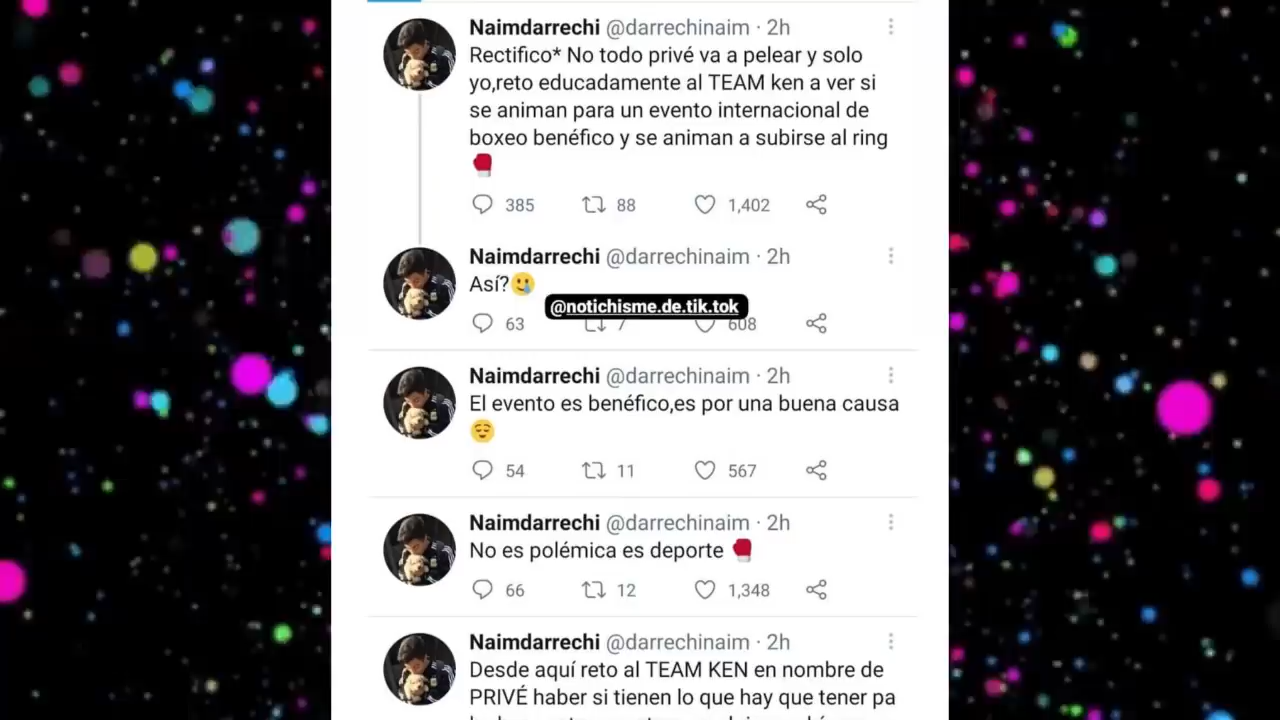 Naimdarrechi @darrechinaim · 2h
Rectifico* No todo privé va a pelear y solo
yo,reto educadamente al TEAM ken a ver si
se animan para un evento internacional de
boxeo benéfico y se animan a subirse al ring
🥊
385 88 1,402
Naimdarrechi @darrechinaim · 2h
Así?🥲
@notichisme.de.tik.tok
63 7 608
Naimdarrechi @darrechinaim · 2h
El evento es benéfico,es por una buena causa
😌
54 11 567
Naimdarrechi @darrechinaim · 2h
No es polémica es deporte 🥊
66 12 1,348
Naimdarrechi @darrechinaim · 2h
Desde aquí reto al TEAM KEN en nombre de
PRIVÉ haber si tienen lo que hay que tener pa